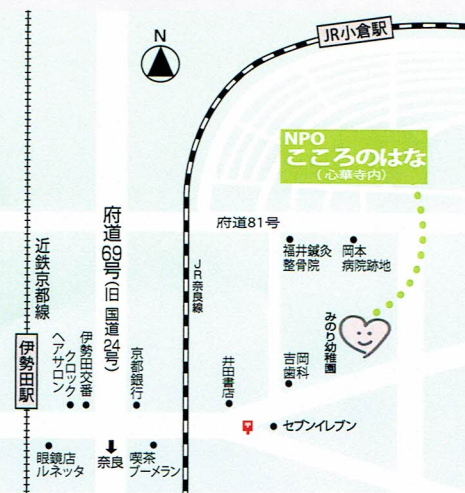 N
JR小倉駅
NPO
こころのはな
(心華寺内)
府道81号
福井鍼灸
整骨院
岡本
病院跡地
府道69号(旧 国道24号)
近鉄京都線
JR奈良線
みのり幼稚園
伊勢田駅
ヘアサロン
クロック
伊勢田交番
京都銀行
井田書店
吉岡
歯科
セブンイレブン
眼鏡店
ルネッタ
奈良
喫茶
ブーメラン